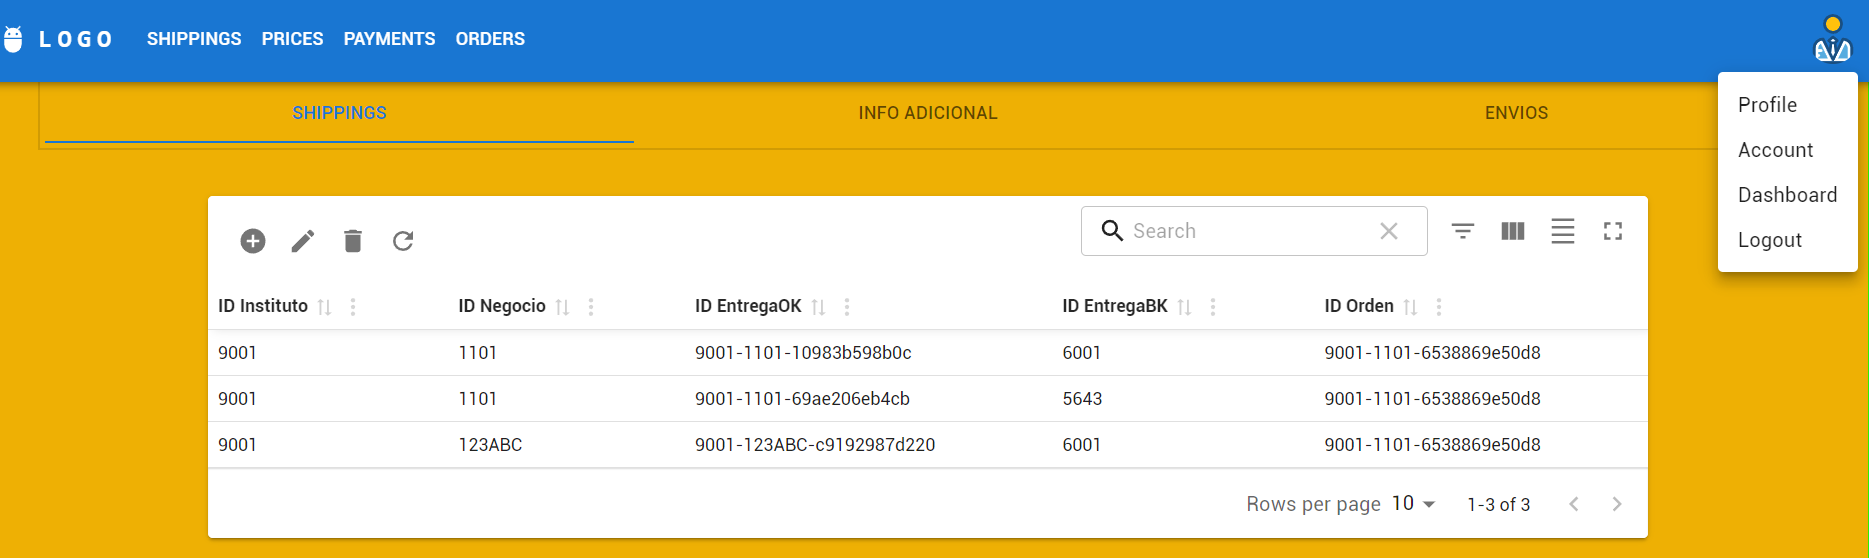 LOGO SHIPPINGS PRICES PAYMENTS ORDERS
SHIPPINGS INFO ADICIONAL ENVIOS
Profile
Account
Dashboard
Logout
Search
ID Instituto ID Negocio ID EntregaOK ID EntregaBK ID Orden
9001 1101 9001-1101-10983b598b0c 6001 9001-1101-6538869e50d8
9001 1101 9001-1101-69ae206eb4cb 5643 9001-1101-6538869e50d8
9001 123ABC 9001-123ABC-c9192987d220 6001 9001-1101-6538869e50d8
Rows per page 10 1-3 of 3